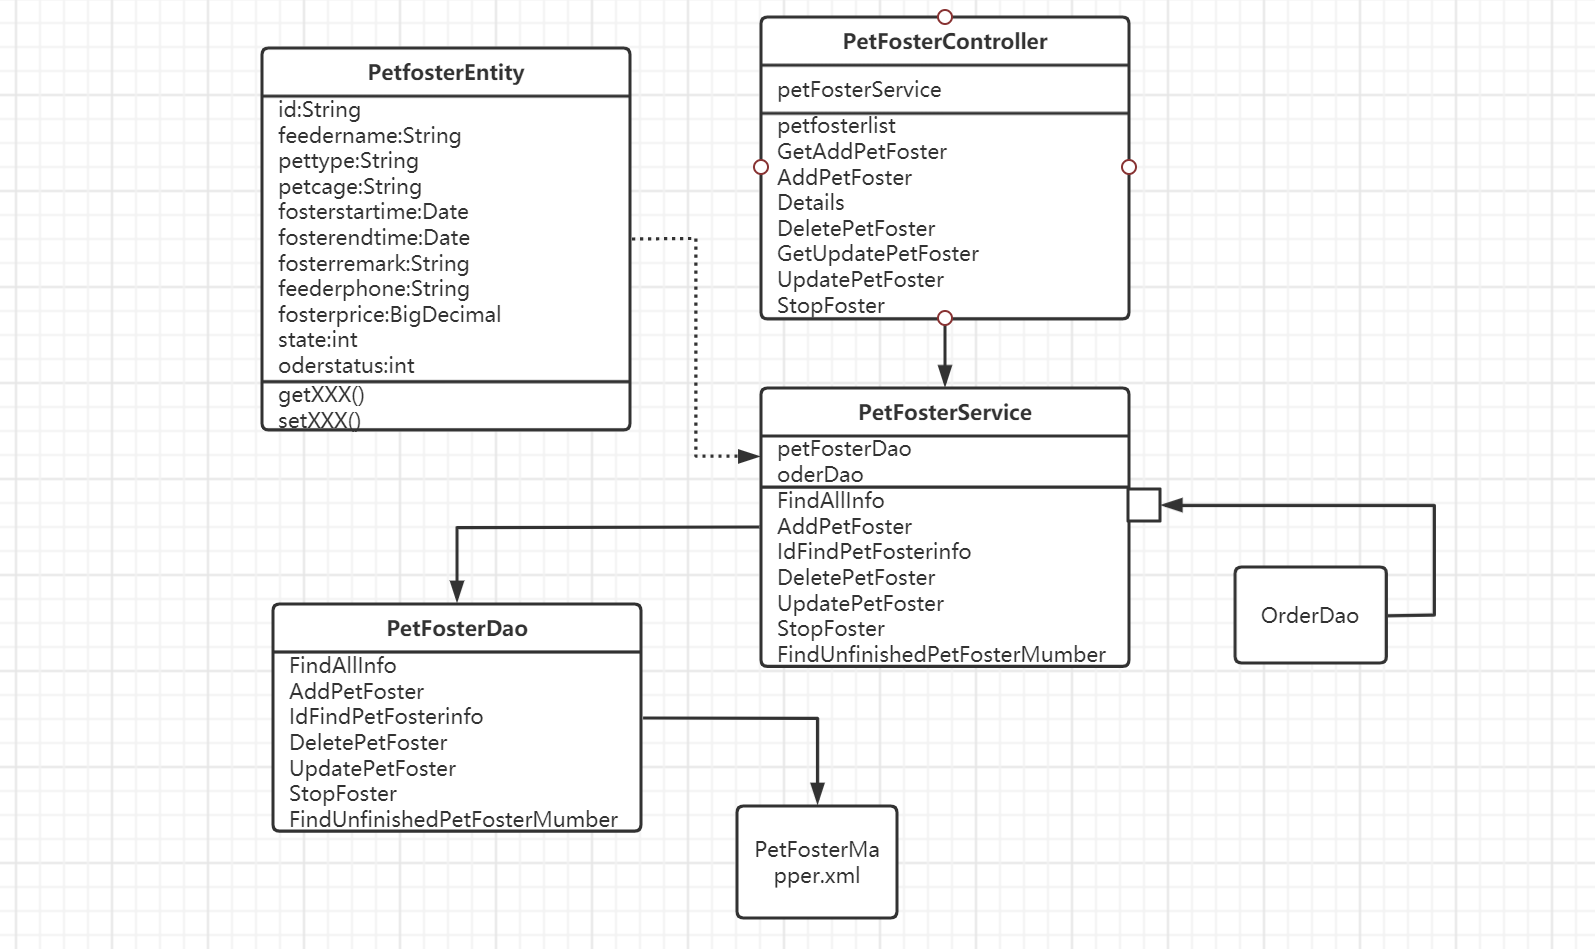 PetfosterEntity
id:String
feedername:String
pettype:String
petcage:String
fosterstartime:Date
fosterendtime:Date
fosterremark:String
feederphone:String
fosterprice:BigDecimal
state:int
oderstatus:int
getXXX()
setXXX()
PetFosterController
petFosterService
petfosterlist
GetAddPetFoster
AddPetFoster
Details
DeletePetFoster
GetUpdatePetFoster
UpdatePetFoster
StopFoster
PetFosterService
petFosterDao
oderDao
FindAllInfo
AddPetFoster
IdFindPetFosterinfo
DeletePetFoster
UpdatePetFoster
StopFoster
FindUnfinishedPetFosterMumber
OrderDao
PetFosterDao
FindAllInfo
AddPetFoster
IdFindPetFosterinfo
DeletePetFoster
UpdatePetFoster
StopFoster
FindUnfinishedPetFosterMumber
PetFosterMa
pper.xml